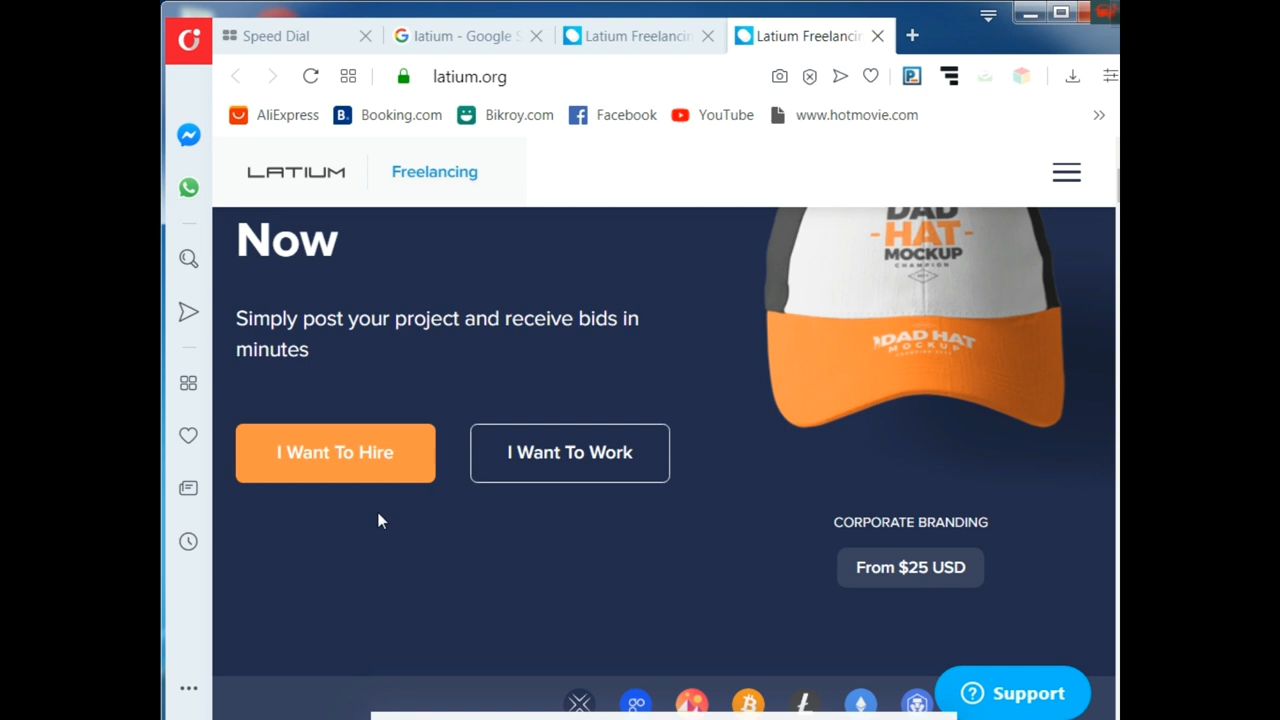 Speed Dial
latium - Google S
Latium Freelancin
Latium Freelancin
latium.org
AliExpress
B.
Booking.com
Bikroy.com
Facebook
YouTube
www.hotmovie.com
LATIUM
Freelancing
Now
Simply post your project and receive bids in
minutes
I Want To Hire
I Want To Work
DAD
-HAT-
MOCKUP
CHAMPION
DAD HAT
MOCKUP
CORPORATE BRANDING
From $25 USD
Support